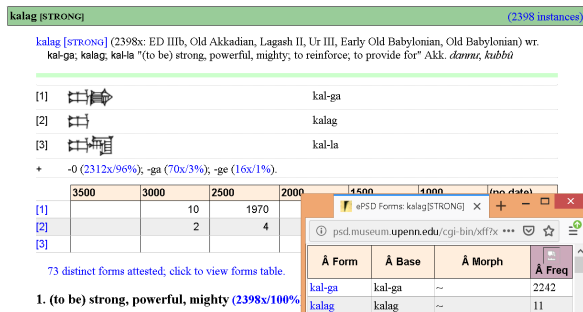 kalag [STRONG] (2398 instances)
kalag [STRONG] (2398x: ED IIIb, Old Akkadian, Lagash II, Ur III, Early Old Babylonian, Old Babylonian) wr.
kal-ga; kalag; kal-la "(to be) strong, powerful, mighty; to reinforce; to provide for" Akk. dannu, kubbû
[1] kal-ga
[2] kalag
[3] kal-la
+ -0 (2312x/96%); -ga (70x/3%); -ge (16x/1%).
3500 3000 2500 2000 1500 1000 (no date)
[1] 10 1970
[2] 2 4
[3]
73 distinct forms attested; click to view forms table.
1. (to be) strong, powerful, mighty (2398x/100%
ePSD Forms: kalag[STRONG]
psd.museum.upenn.edu/cgi-bin/xff?x
Â Form Â Base Â Morph Â Freq
kal-ga kal-ga ~ 2242
kalag kalag ~ 11